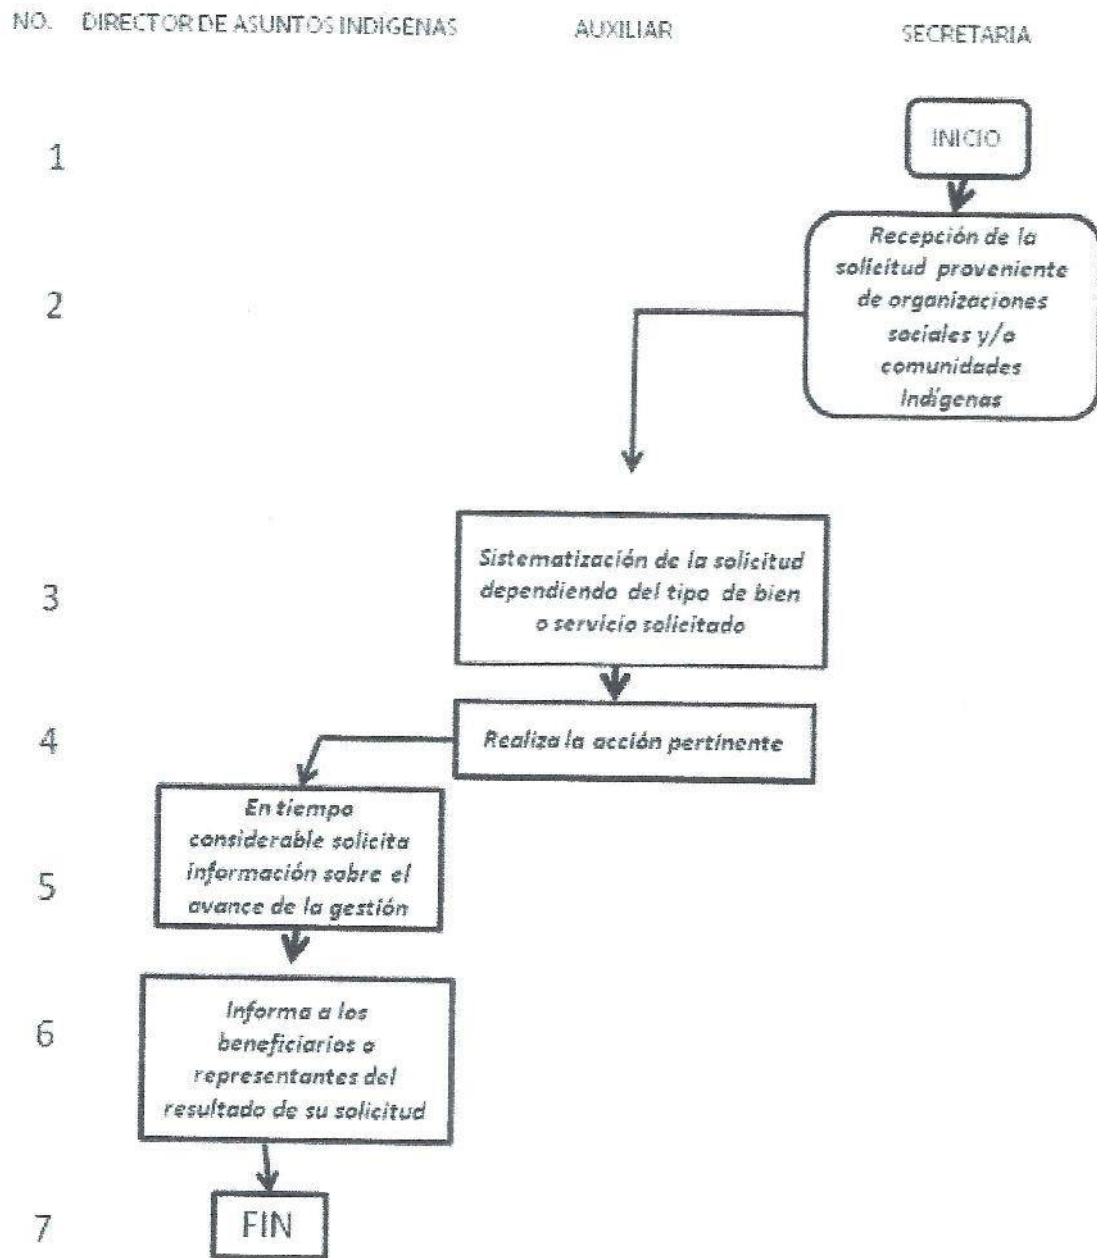 NO. DIRECTOR DE ASUNTOS INDIGENAS AUXILIAR SECRETARIA
1
INICIO
2
Recepción de la
solicitud proveniente
de organizaciones
sociales y/o
comunidades
Indígenas
3
Sistematización de la solicitud
dependiendo del tipo de bien
o servicio solicitado
4
Realiza la acción pertinente
5
En tiempo
considerable solicita
información sobre el
avance de la gestión
6
Informa a los
beneficiarios o
representantes del
resultado de su solicitud
7
FIN